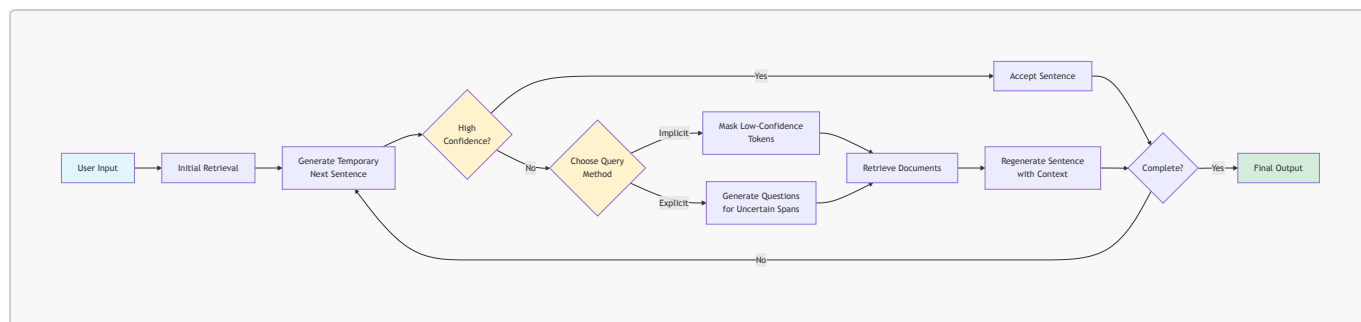 User Input
Initial Retrieval
Generate Temporary
Next Sentence
High
Confidence?
Yes
No
Choose Query
Method
Implicit
Explicit
Mask Low-Confidence
Tokens
Generate Questions
for Uncertain Spans
Retrieve Documents
Regenerate Sentence
with Context
Accept Sentence
Complete?
Yes
No
Final Output